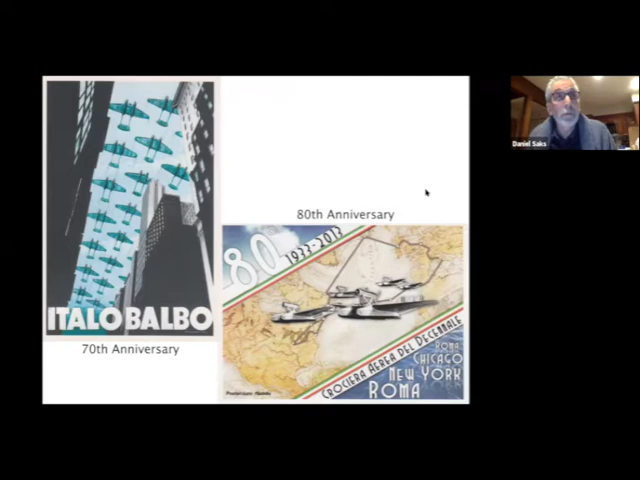 ITALO BALBO
70th Anniversary
80th Anniversary
80 1933-2013
CROCIERA AEREA DEL DECENNALE
ROMA
CHICAGO
NEW YORK
ROMA
Daniel Saks